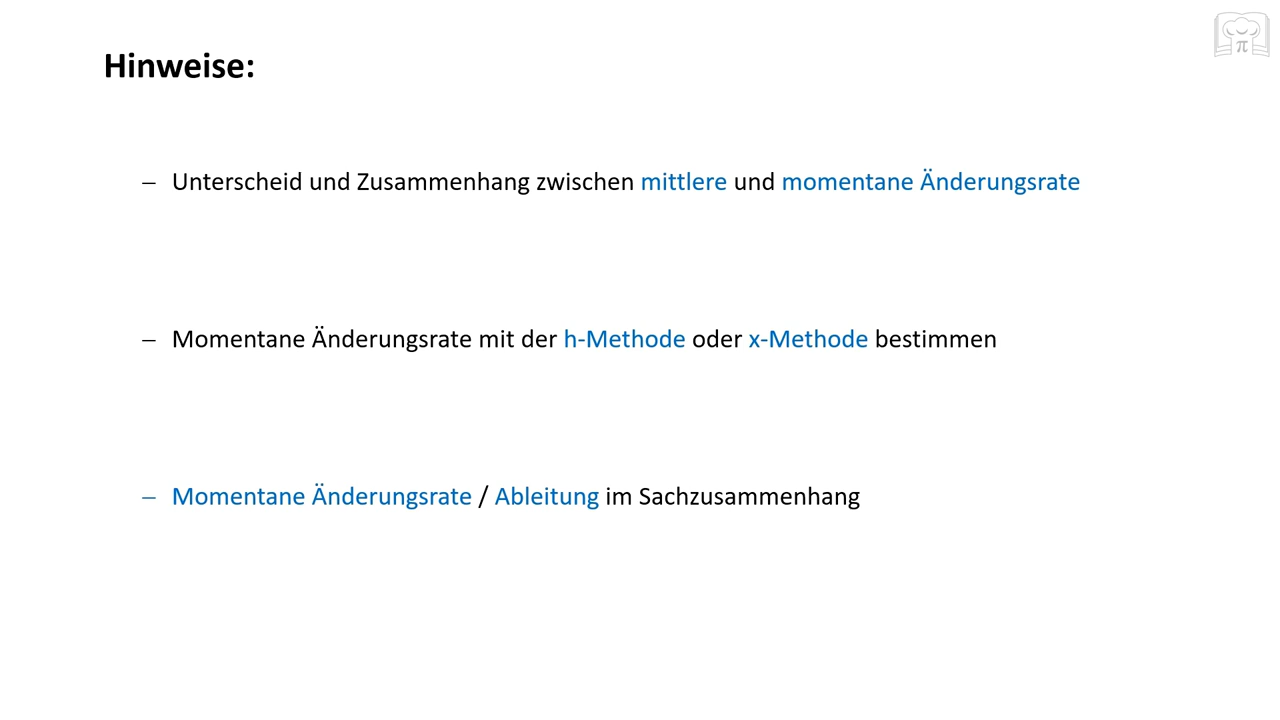 Hinweise:
– Unterscheid und Zusammenhang zwischen mittlere und momentane Änderungsrate
– Momentane Änderungsrate mit der h-Methode oder x-Methode bestimmen
– Momentane Änderungsrate / Ableitung im Sachzusammenhang
π